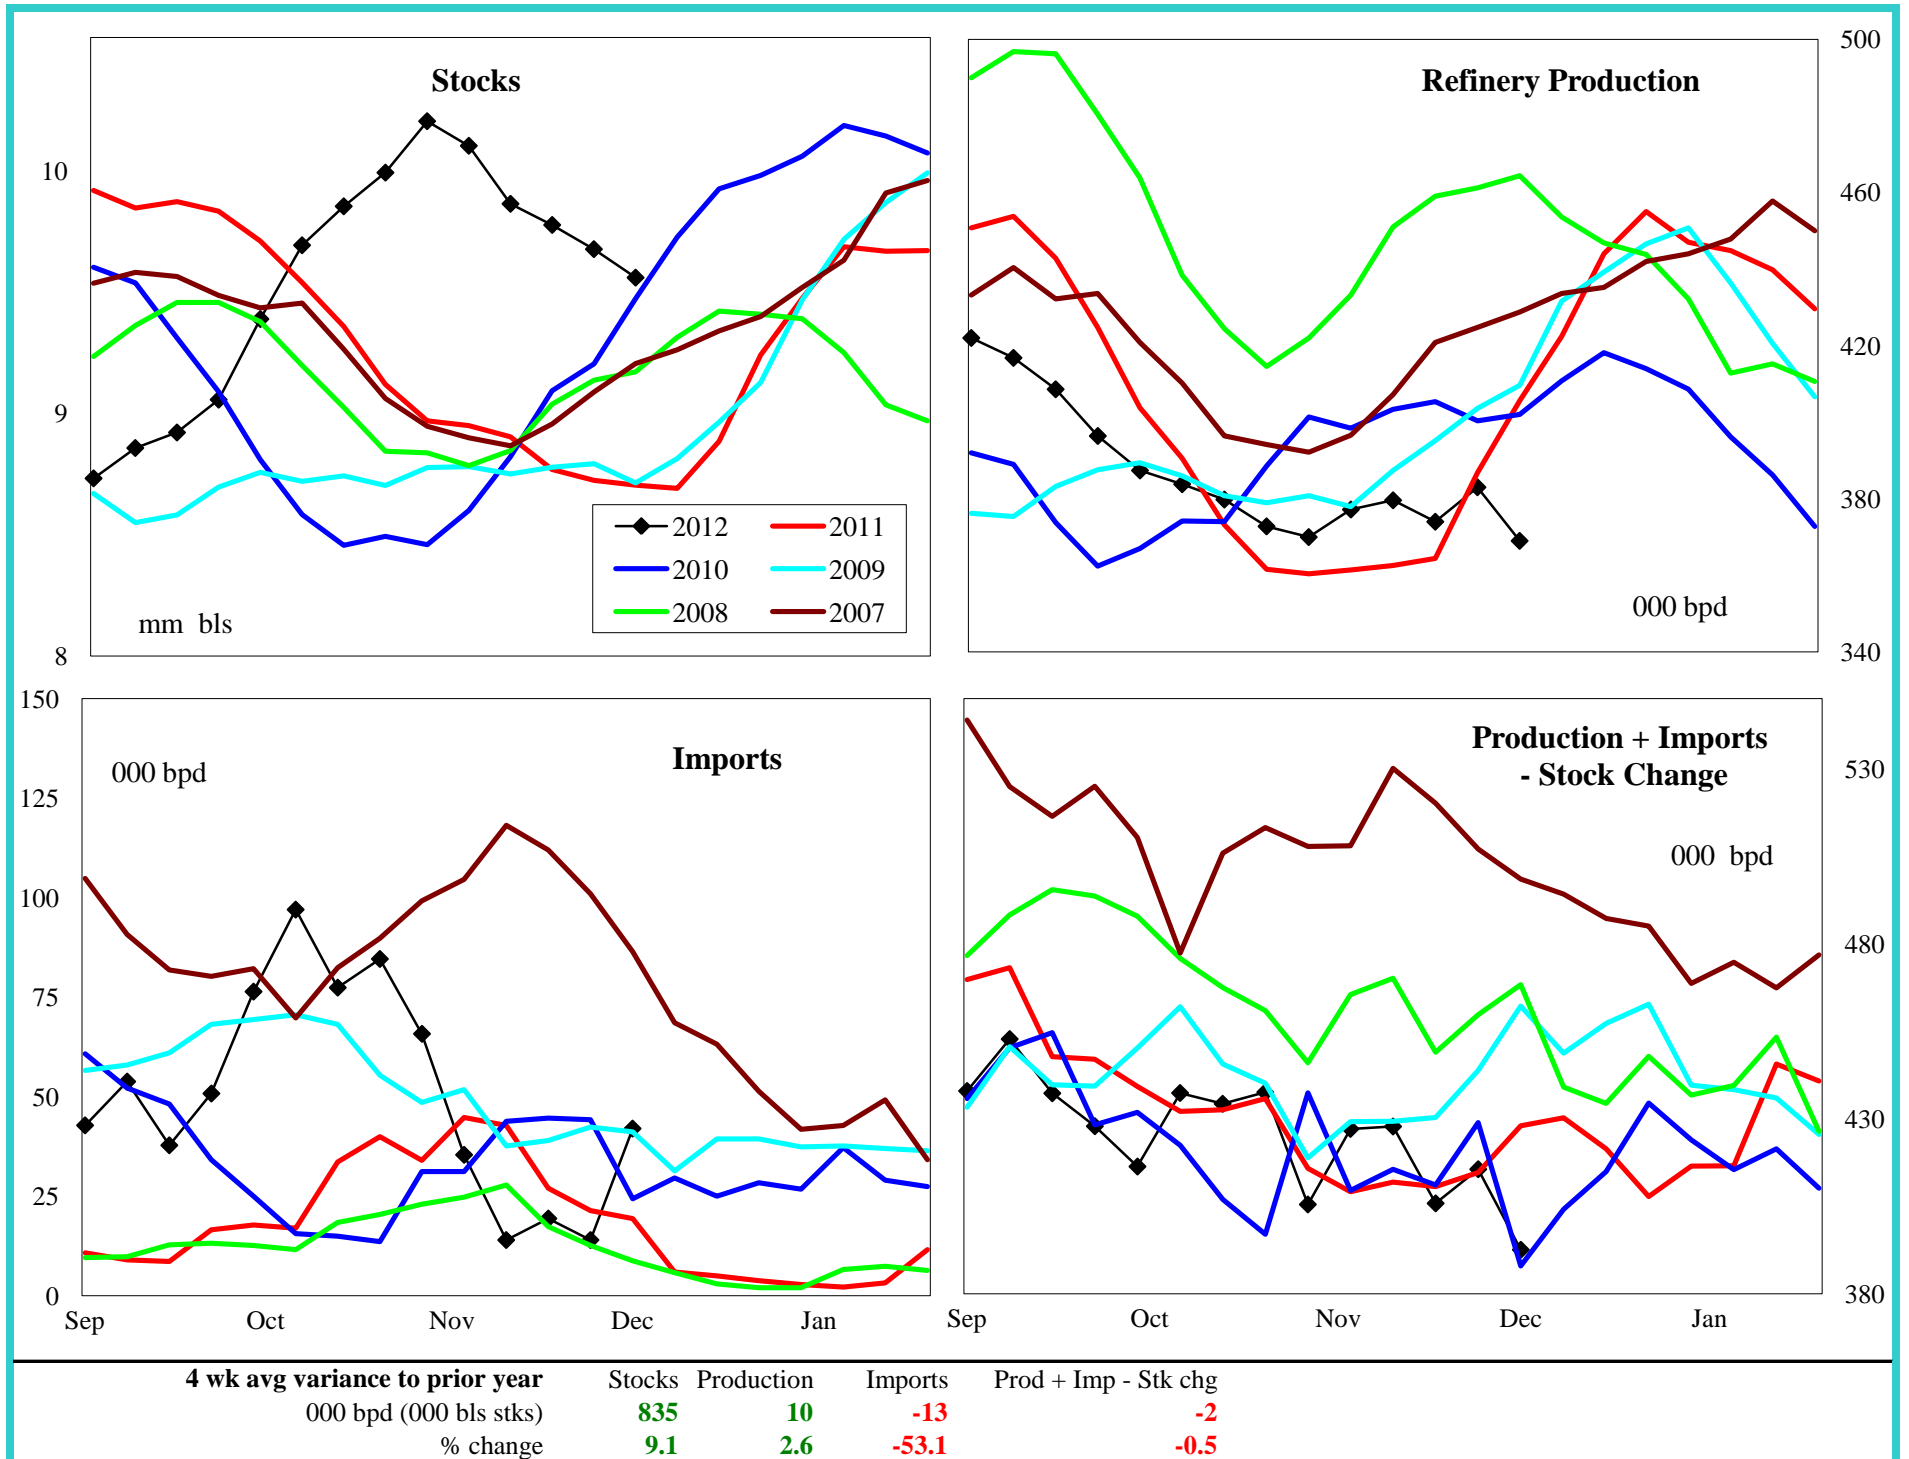 Stocks
10
9
8
mm bls
2012 2011
2010 2009
2008 2007
Refinery Production
500
460
420
380
340
000 bpd
150
125
100
75
50
25
0
000 bpd
Imports
Sep Oct Nov Dec Jan
Production + Imports
- Stock Change
000 bpd
530
480
430
380
Sep Oct Nov Dec Jan
4 wk avg variance to prior year Stocks Production Imports Prod + Imp - Stk chg
000 bpd (000 bls stks) 835 10 -13 -2
% change 9.1 2.6 -53.1 -0.5